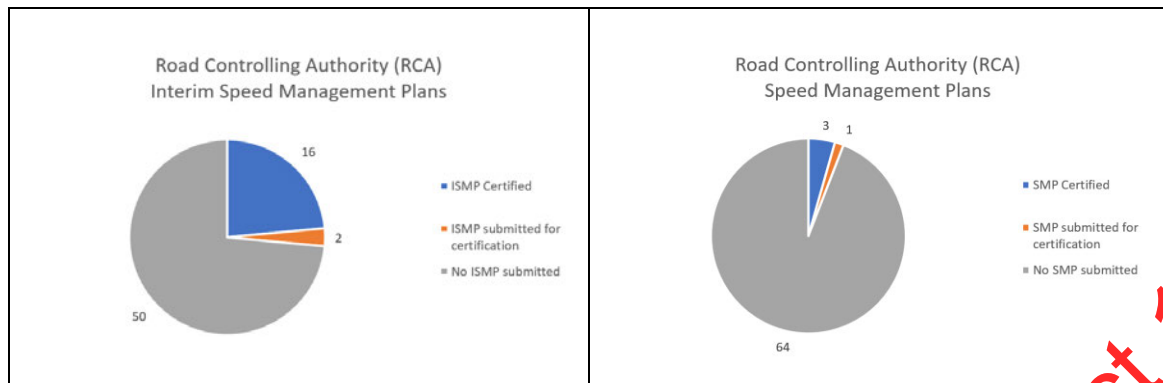 Road Controlling Authority (RCA)
Interim Speed Management Plans
16
2
50
ISMP Certified
ISMP submitted for
certification
No ISMP submitted
Road Controlling Authority (RCA)
Speed Management Plans
3
1
64
SMP Certified
SMP submitted for
certification
No SMP submitted